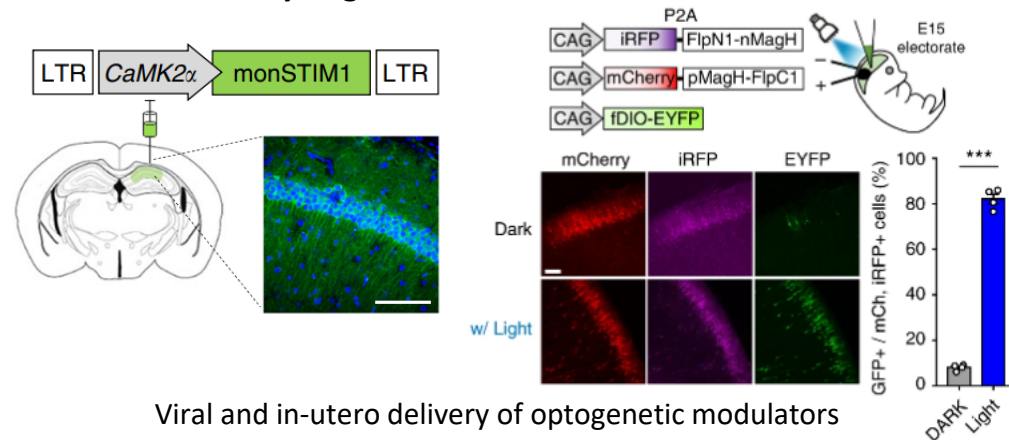 LTR CaMK2α monSTIM1 LTR
P2A
CAG iRFP FlpN1-nMagH
CAG mCherry pMagH-FlpC1
CAG fDIO-EYFP
E15
electorate
−
+
mCherry iRFP EYFP
Dark
w/ Light
GFP+ / mCh, iRFP+ cells (%)
100
80
60
40
20
0
***
DARK Light
Viral and in-utero delivery of optogenetic modulators